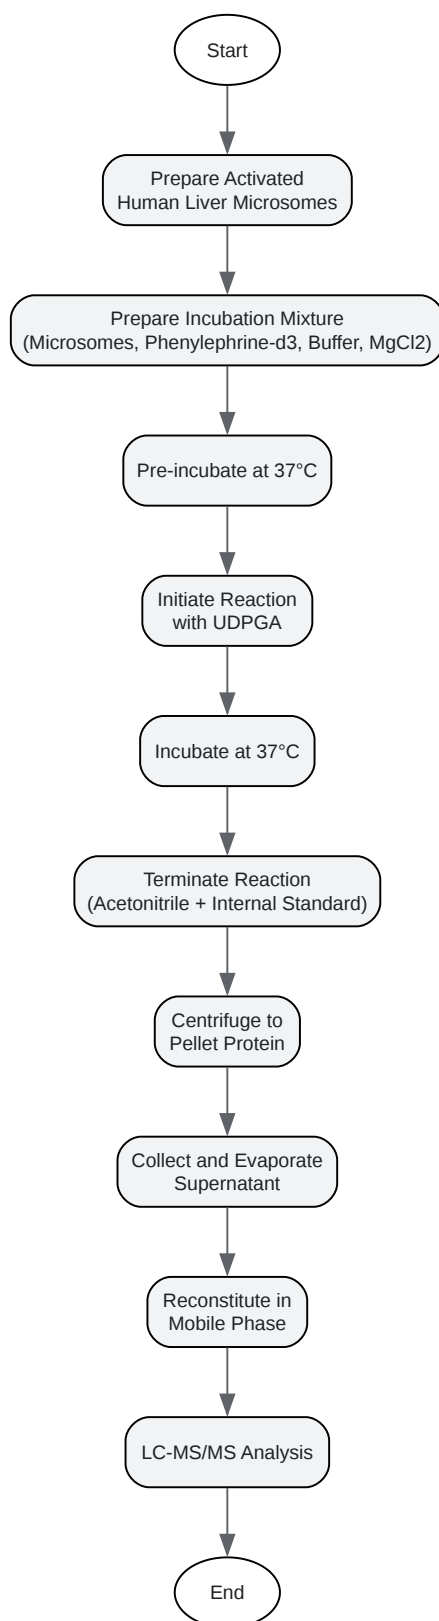 Start
Prepare Activated
Human Liver Microsomes
Prepare Incubation Mixture
(Microsomes, Phenylephrine-d3, Buffer, MgCl2)
Pre-incubate at 37°C
Initiate Reaction
with UDPGA
Incubate at 37°C
Terminate Reaction
(Acetonitrile + Internal Standard)
Centrifuge to
Pellet Protein
Collect and Evaporate
Supernatant
Reconstitute in
Mobile Phase
LC-MS/MS Analysis
End